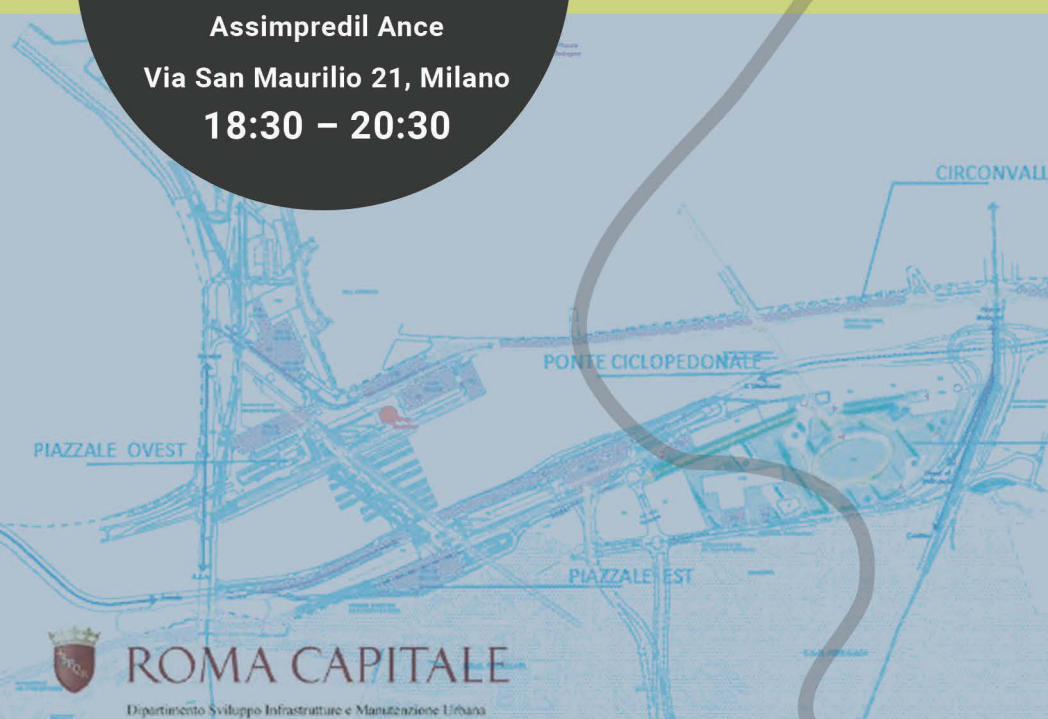 Assimpredil Ance
Via San Maurilio 21, Milano
18:30 – 20:30
CIRCONVALL
PONTE CICLOPEDONALE
PIAZZALE OVEST
PIAZZALE EST
ROMA CAPITALE
Dipartimento Sviluppo Infrastrutture e Manutenzione Urbana